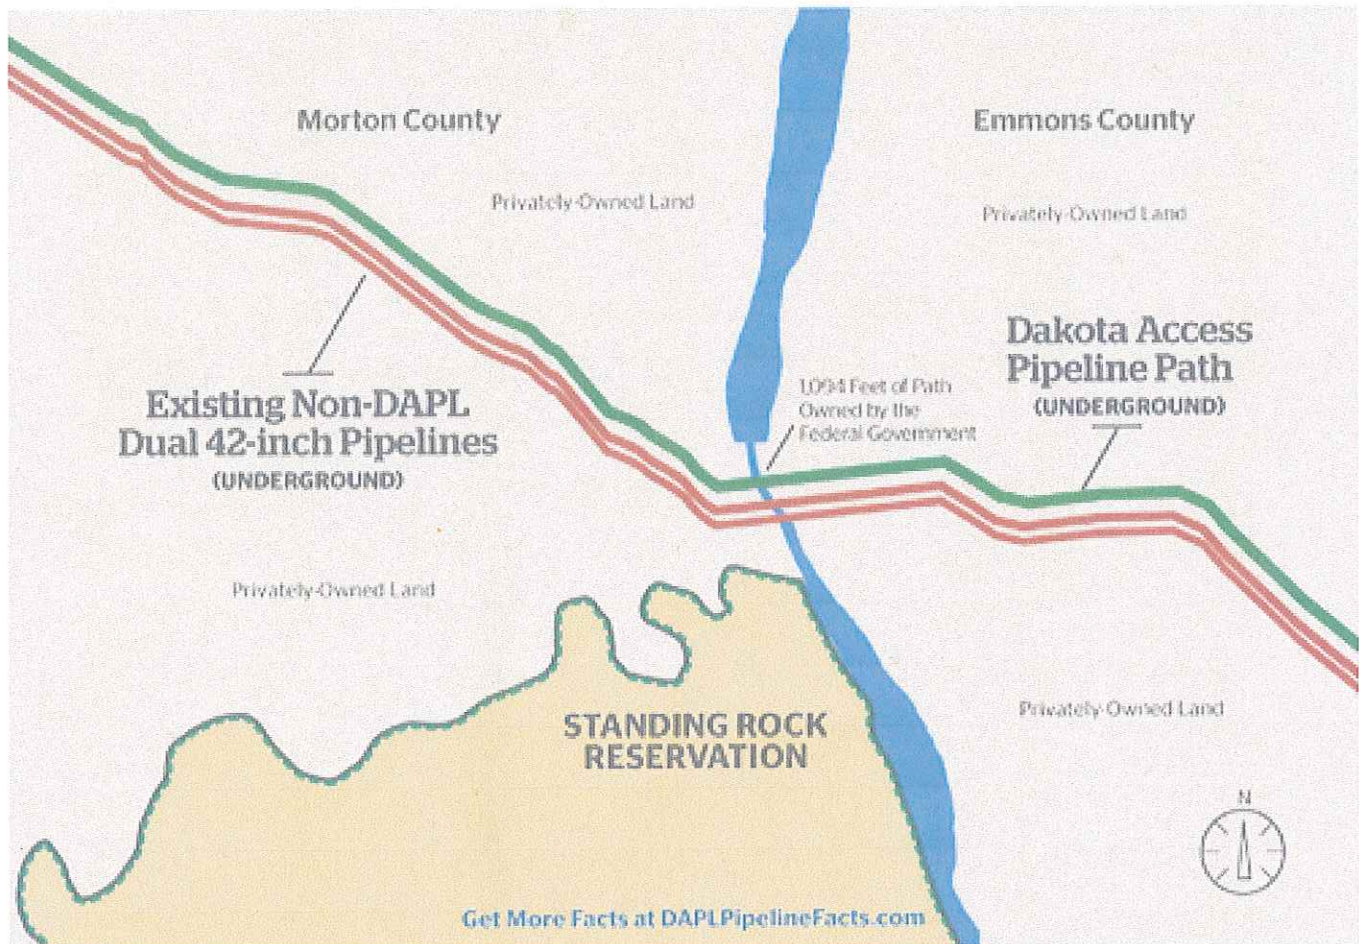 Morton County
Emmons County
Privately-Owned Land
Privately-Owned Land
Dakota Access
Pipeline Path
(UNDERGROUND)
1,094 Feet of Path
Owned by the
Federal Government
Existing Non-DAPL
Dual 42-inch Pipelines
(UNDERGROUND)
Privately-Owned Land
STANDING ROCK
RESERVATION
Privately-Owned Land
N
Get More Facts at DAPLPipelineFacts.com